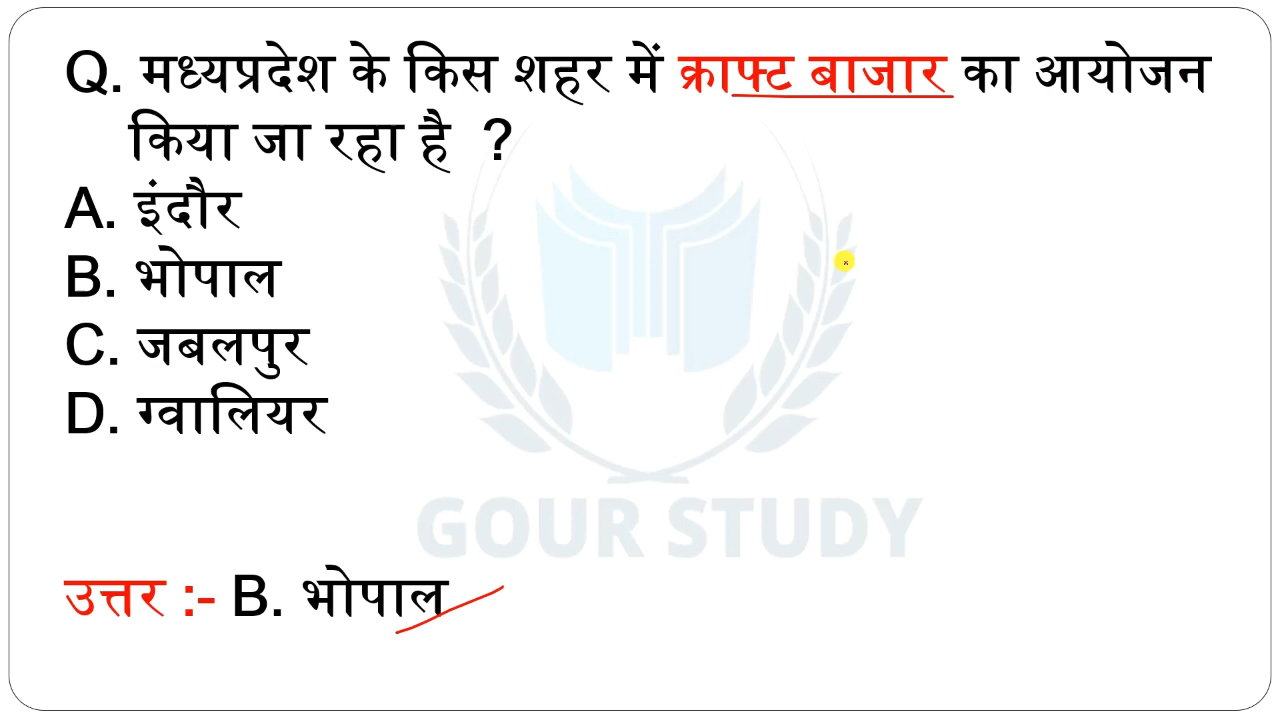 Q. मध्यप्रदेश के किस शहर में क्राफ्ट बाजार का आयोजन
किया जा रहा है ?
A. इंदौर
B. भोपाल
C. जबलपुर
D. ग्वालियर
GOUR STUDY
उत्तर :- B. भोपाल